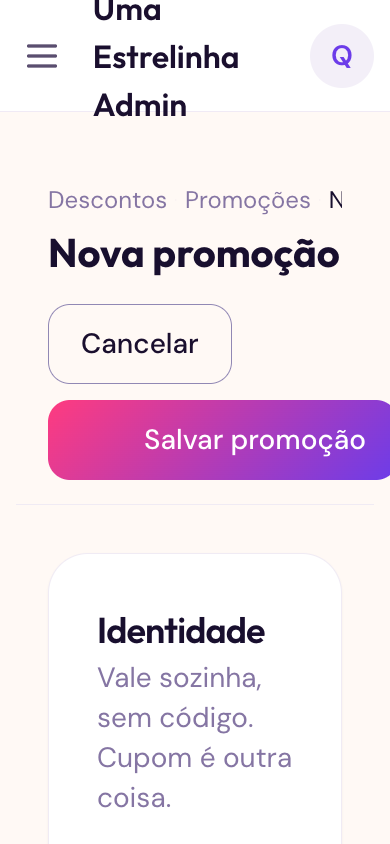 Uma
Estrelinha
Admin
Q
Descontos Promoções
Nova promoção
Cancelar
Salvar promoção
Identidade
Vale sozinha,
sem código.
Cupom é outra
coisa.